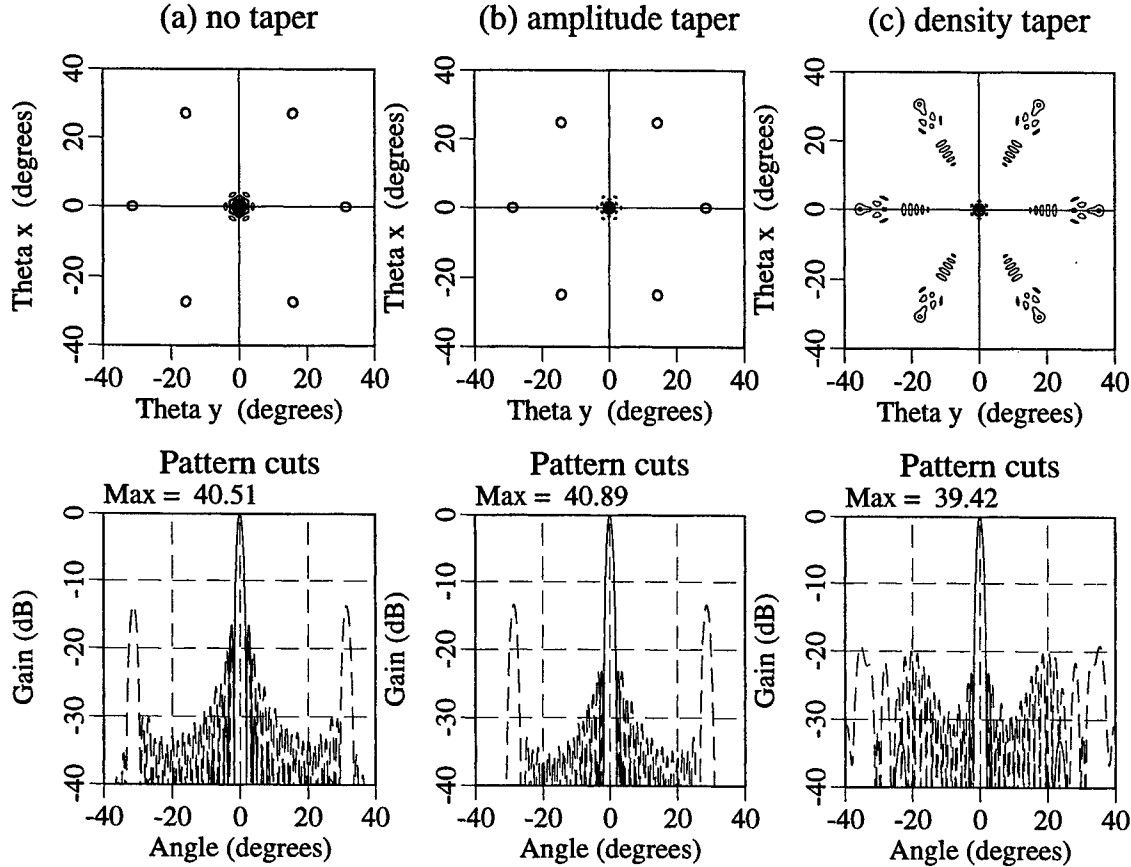 (a) no taper
(b) amplitude taper
(c) density taper
Theta x (degrees)
40
20
0
-20
-40
-40 -20 0 20 40
Theta y (degrees)
Theta x (degrees)
40
20
0
-20
-40
-40 -20 0 20 40
Theta y (degrees)
Theta x (degrees)
40
20
0
-20
-40
-40 -20 0 20 40
Theta y (degrees)
Pattern cuts
Max = 40.51
Gain (dB)
0
-10
-20
-30
-40
-40 -20 0 20 40
Angle (degrees)
Pattern cuts
Max = 40.89
Gain (dB)
0
-10
-20
-30
-40
-40 -20 0 20 40
Angle (degrees)
Pattern cuts
Max = 39.42
Gain (dB)
0
-10
-20
-30
-40
-40 -20 0 20 40
Angle (degrees)